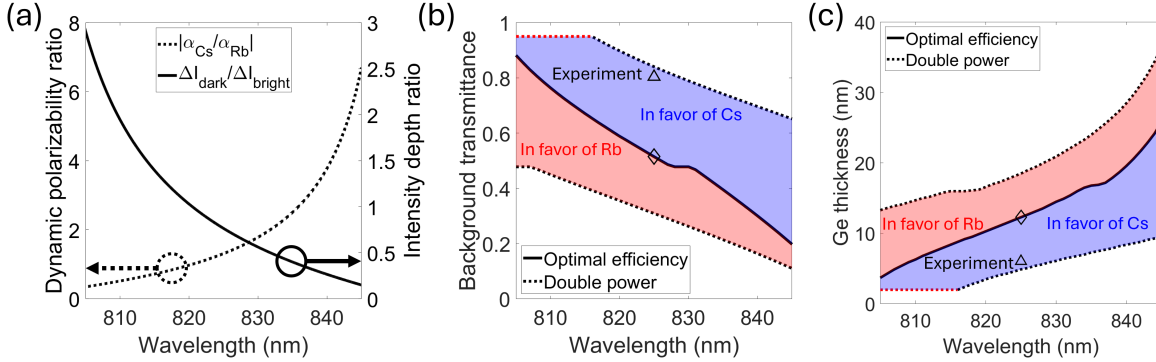 (a)
Dynamic polarizability ratio
8
6
4
2
0
|αCs/αRb|
ΔIdark/ΔIbright
3
2.5
2
1.5
1
0.5
0
Intensity depth ratio
810 820 830 840
Wavelength (nm)
(b)
Background transmittance
1
0.8
0.6
0.4
0.2
0
Experiment
In favor of Cs
In favor of Rb
Optimal efficiency
Double power
810 820 830 840
Wavelength (nm)
(c)
Ge thickness (nm)
40
30
20
10
0
Optimal efficiency
Double power
In favor of Rb
In favor of Cs
Experiment
810 820 830 840
Wavelength (nm)